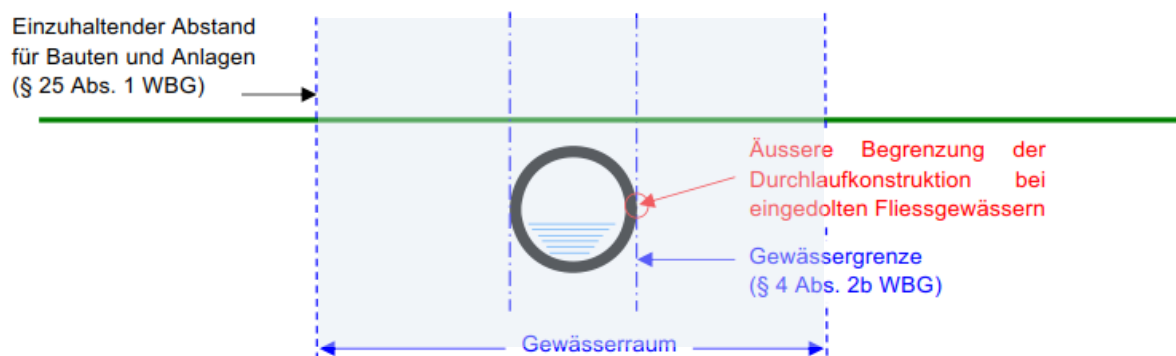 Einzuhaltender Abstand
für Bauten und Anlagen
(§ 25 Abs. 1 WBG)
Äussere Begrenzung der
Durchlaufkonstruktion bei
eingedolten Fliessgewässern
Gewässergrenze
(§ 4 Abs. 2b WBG)
Gewässerraum